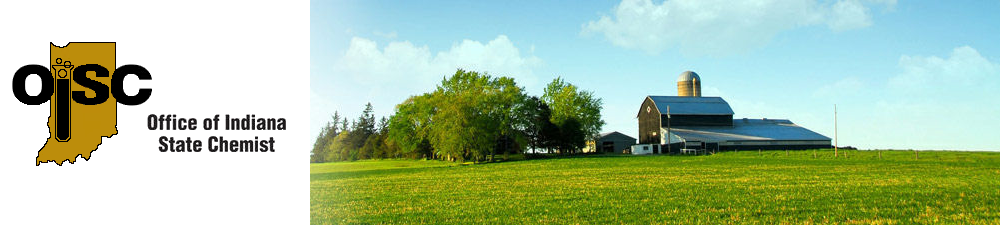 OiSC
Office of Indiana
State Chemist